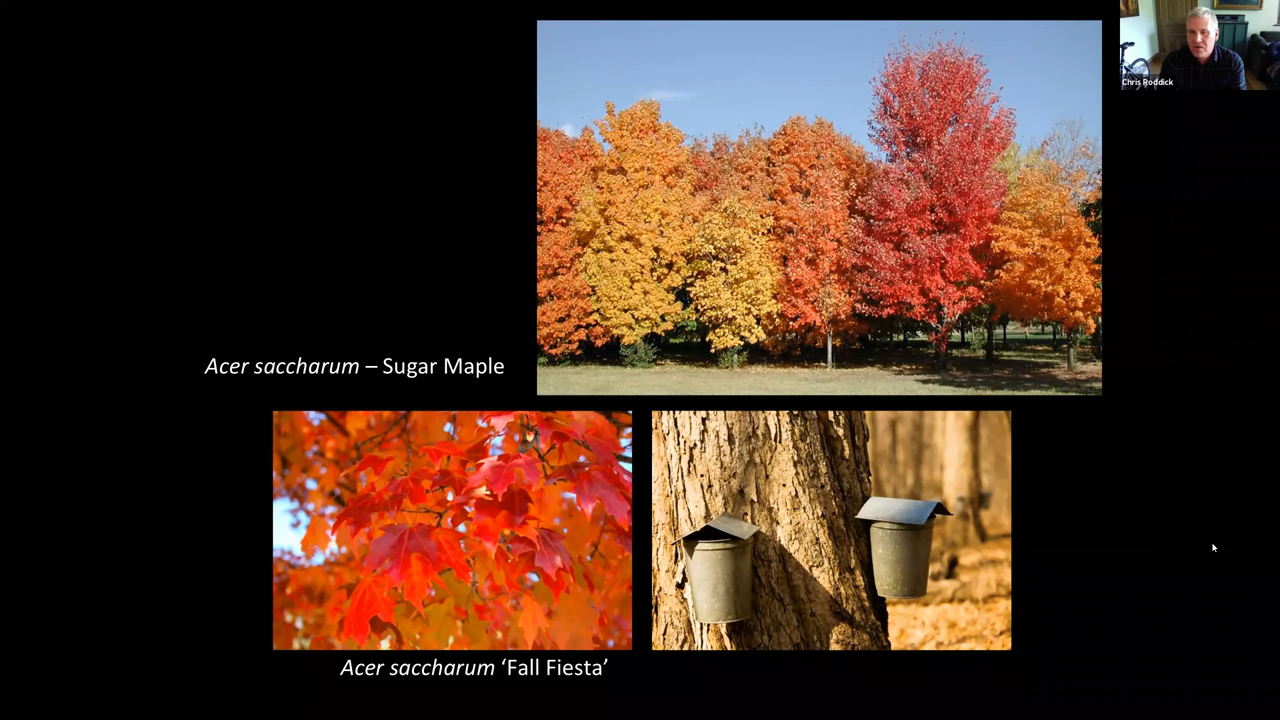 Chris Roddick
Acer saccharum – Sugar Maple
Acer saccharum ‘Fall Fiesta’